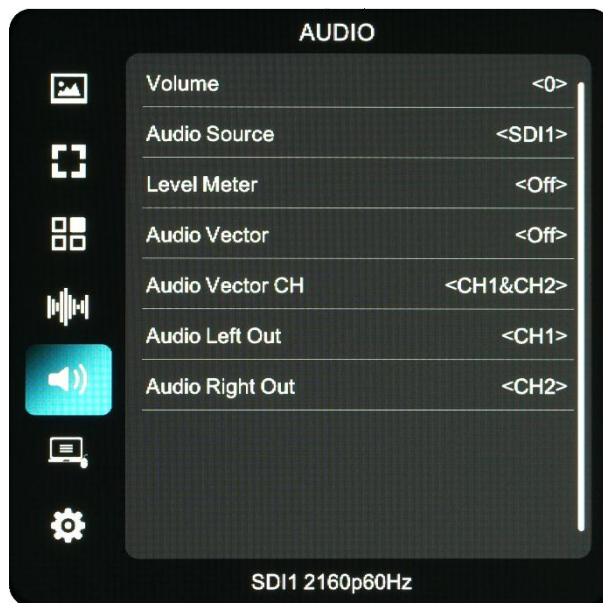 AUDIO
Volume <0>
Audio Source <SDI1>
Level Meter <Off>
Audio Vector <Off>
Audio Vector CH <CH1&CH2>
Audio Left Out <CH1>
Audio Right Out <CH2>
SDI1 2160p60Hz